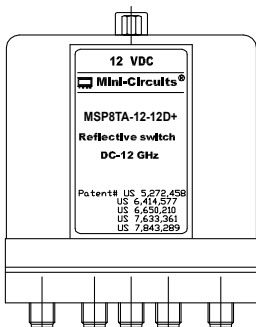 12 VDC
Mini-Circuits®
MSP8TA-12-12D+
Reflective switch
DC-12 GHz
Patent# US 5,272,458
US 6,414,577
US 6,650,210
US 7,633,361
US 7,843,289